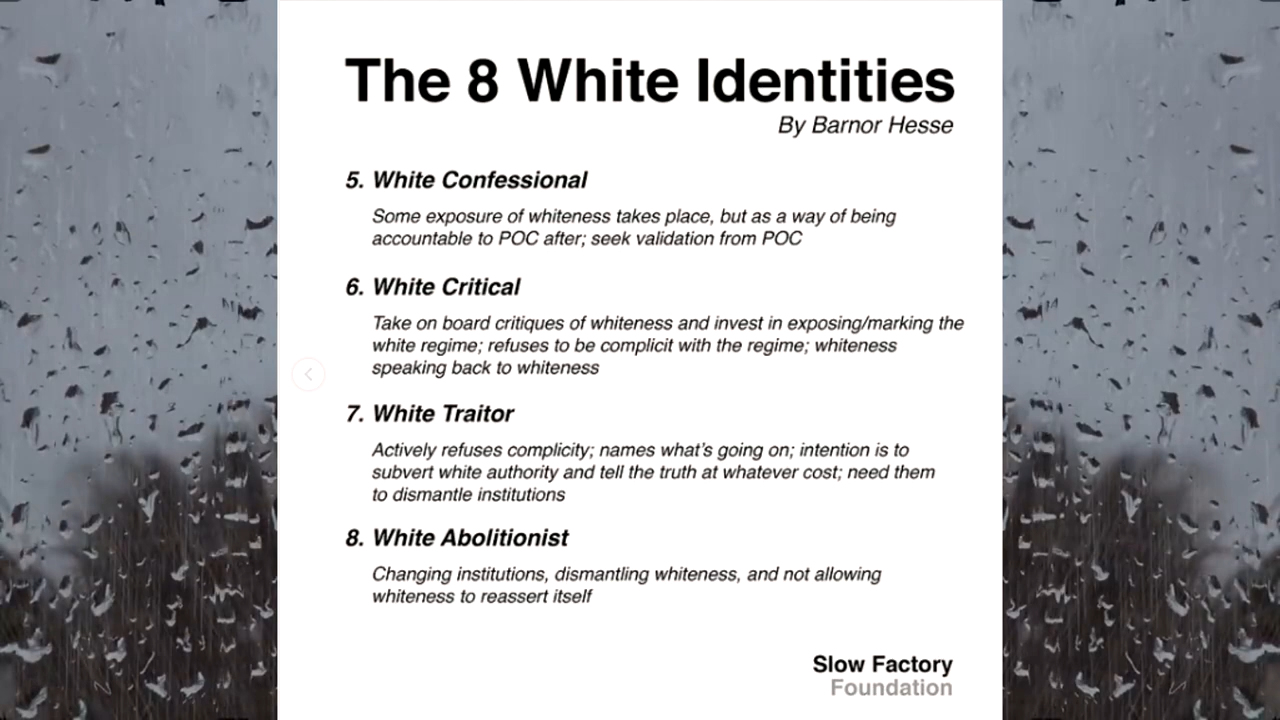 The 8 White Identities
By Barnor Hesse
5. White Confessional
Some exposure of whiteness takes place, but as a way of being
accountable to POC after; seek validation from POC
6. White Critical
Take on board critiques of whiteness and invest in exposing/marking the
white regime; refuses to be complicit with the regime; whiteness
speaking back to whiteness
7. White Traitor
Actively refuses complicity; names what's going on; intention is to
subvert white authority and tell the truth at whatever cost; need them
to dismantle institutions
8. White Abolitionist
Changing institutions, dismantling whiteness, and not allowing
whiteness to reassert itself
Slow Factory
Foundation